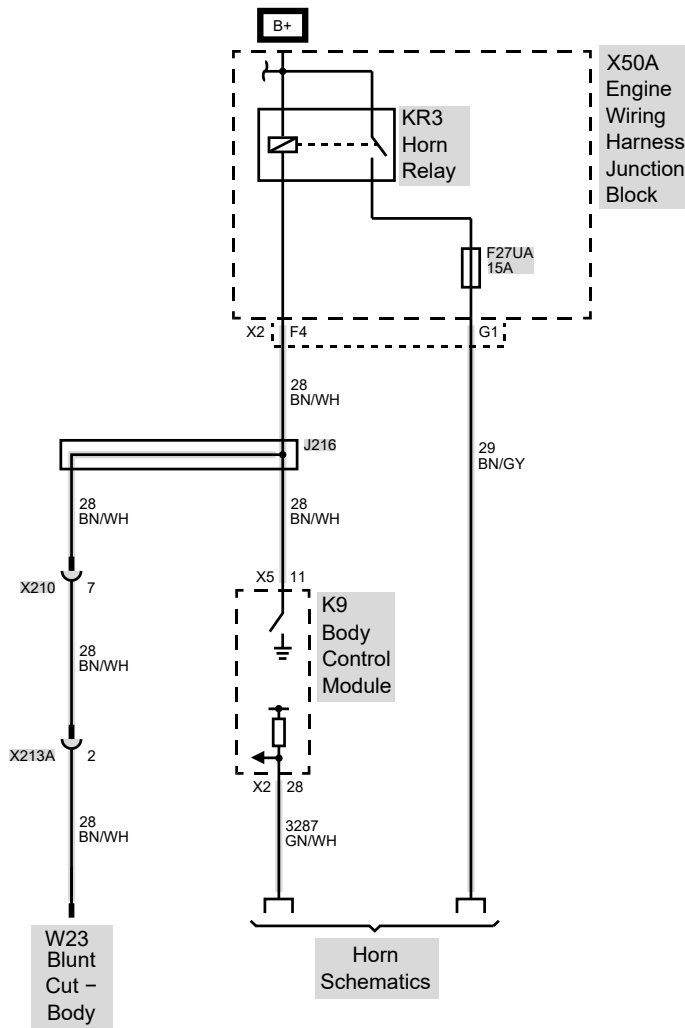 B+
X50A
Engine
Wiring
Harness
Junction
Block
KR3
Horn
Relay
F27UA
15A
X2
F4
G1
28
BN/WH
J216
29
BN/GY
28
BN/WH
28
BN/WH
X210
7
X5
11
K9
Body
Control
Module
28
BN/WH
X213A
2
X2
28
28
BN/WH
3287
GN/WH
W23
Blunt
Cut –
Body
Horn
Schematics